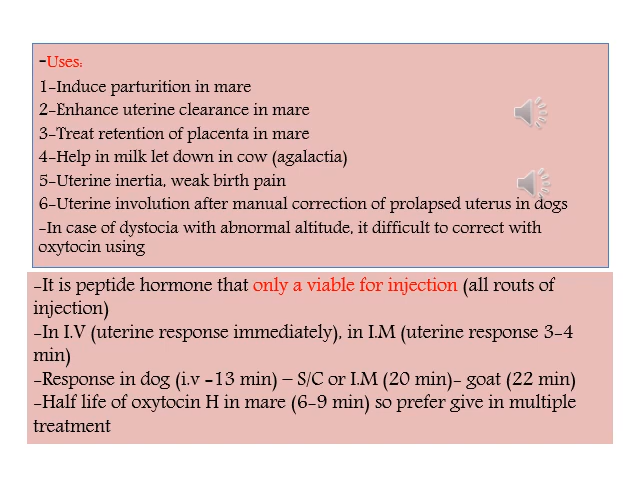 -Uses:
1-Induce parturition in mare
2-Enhance uterine clearance in mare
3-Treat retention of placenta in mare
4-Help in milk let down in cow (agalactia)
5-Uterine inertia, weak birth pain
6-Uterine involution after manual correction of prolapsed uterus in dogs
-In case of dystocia with abnormal altitude, it difficult to correct with
oxytocin using
-It is peptide hormone that only a viable for injection (all routs of
injection)
-In I.V (uterine response immediately), in I.M (uterine response 3-4
min)
-Response in dog (i.v -13 min) – S/C or I.M (20 min)- goat (22 min)
-Half life of oxytocin H in mare (6-9 min) so prefer give in multiple
treatment